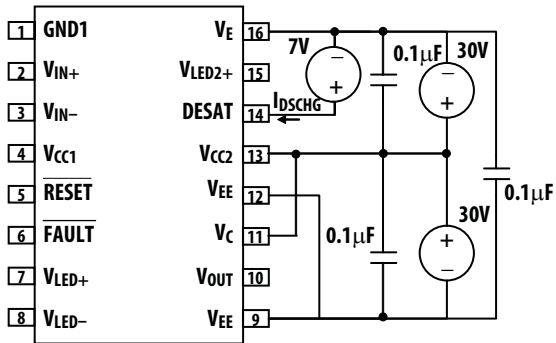 1 GND1 VE 16
2 VIN+ VLED2+ 15
3 VIN- DESAT 14
4 VCC1 VCC2 13
5 RESET VEE 12
6 FAULT VC 11
7 VLED+ VOUT 10
8 VLED- VEE 9
7V
−
+
IDSCHG
0.1μF
30V
−
+
0.1μF
30V
+
−
0.1μF